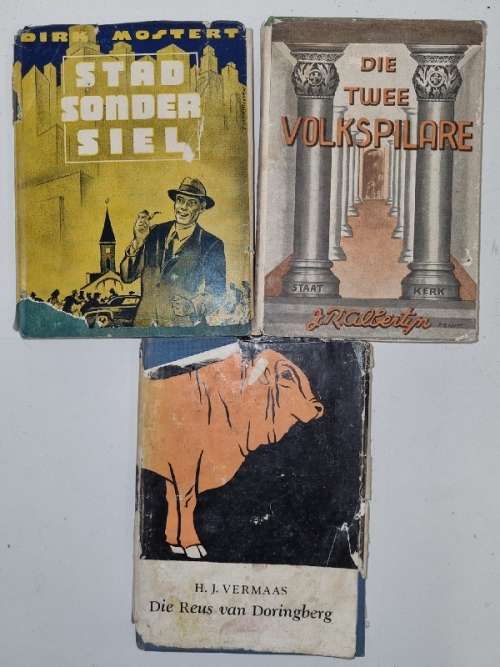 DIRK MOSTERT
STAD
SONDER
SIEL
DIE
TWEE
VOLKSPILARE
STAAT
KERK
J.R. Albertyn
H. J. VERMAAS
Die Reus van Doringberg